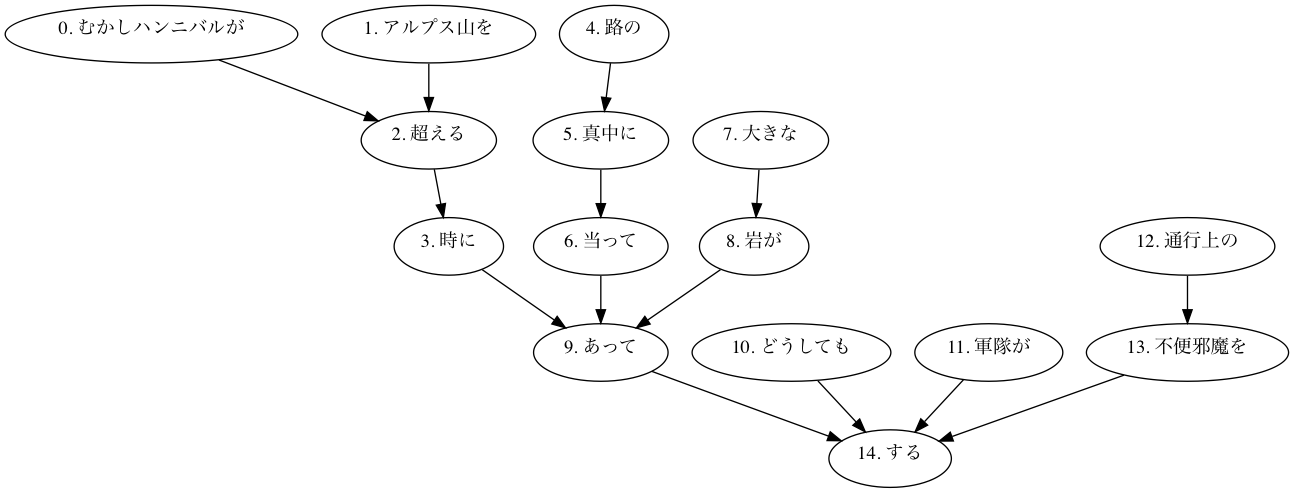 0. むかしハンニバルが
1. アルプス山を
4. 路の
2. 超える
5. 真中に
7. 大きな
3. 時に
6. 当って
8. 岩が
12. 通行上の
9. あって
10. どうしても
11. 軍隊が
13. 不便邪魔を
14. する